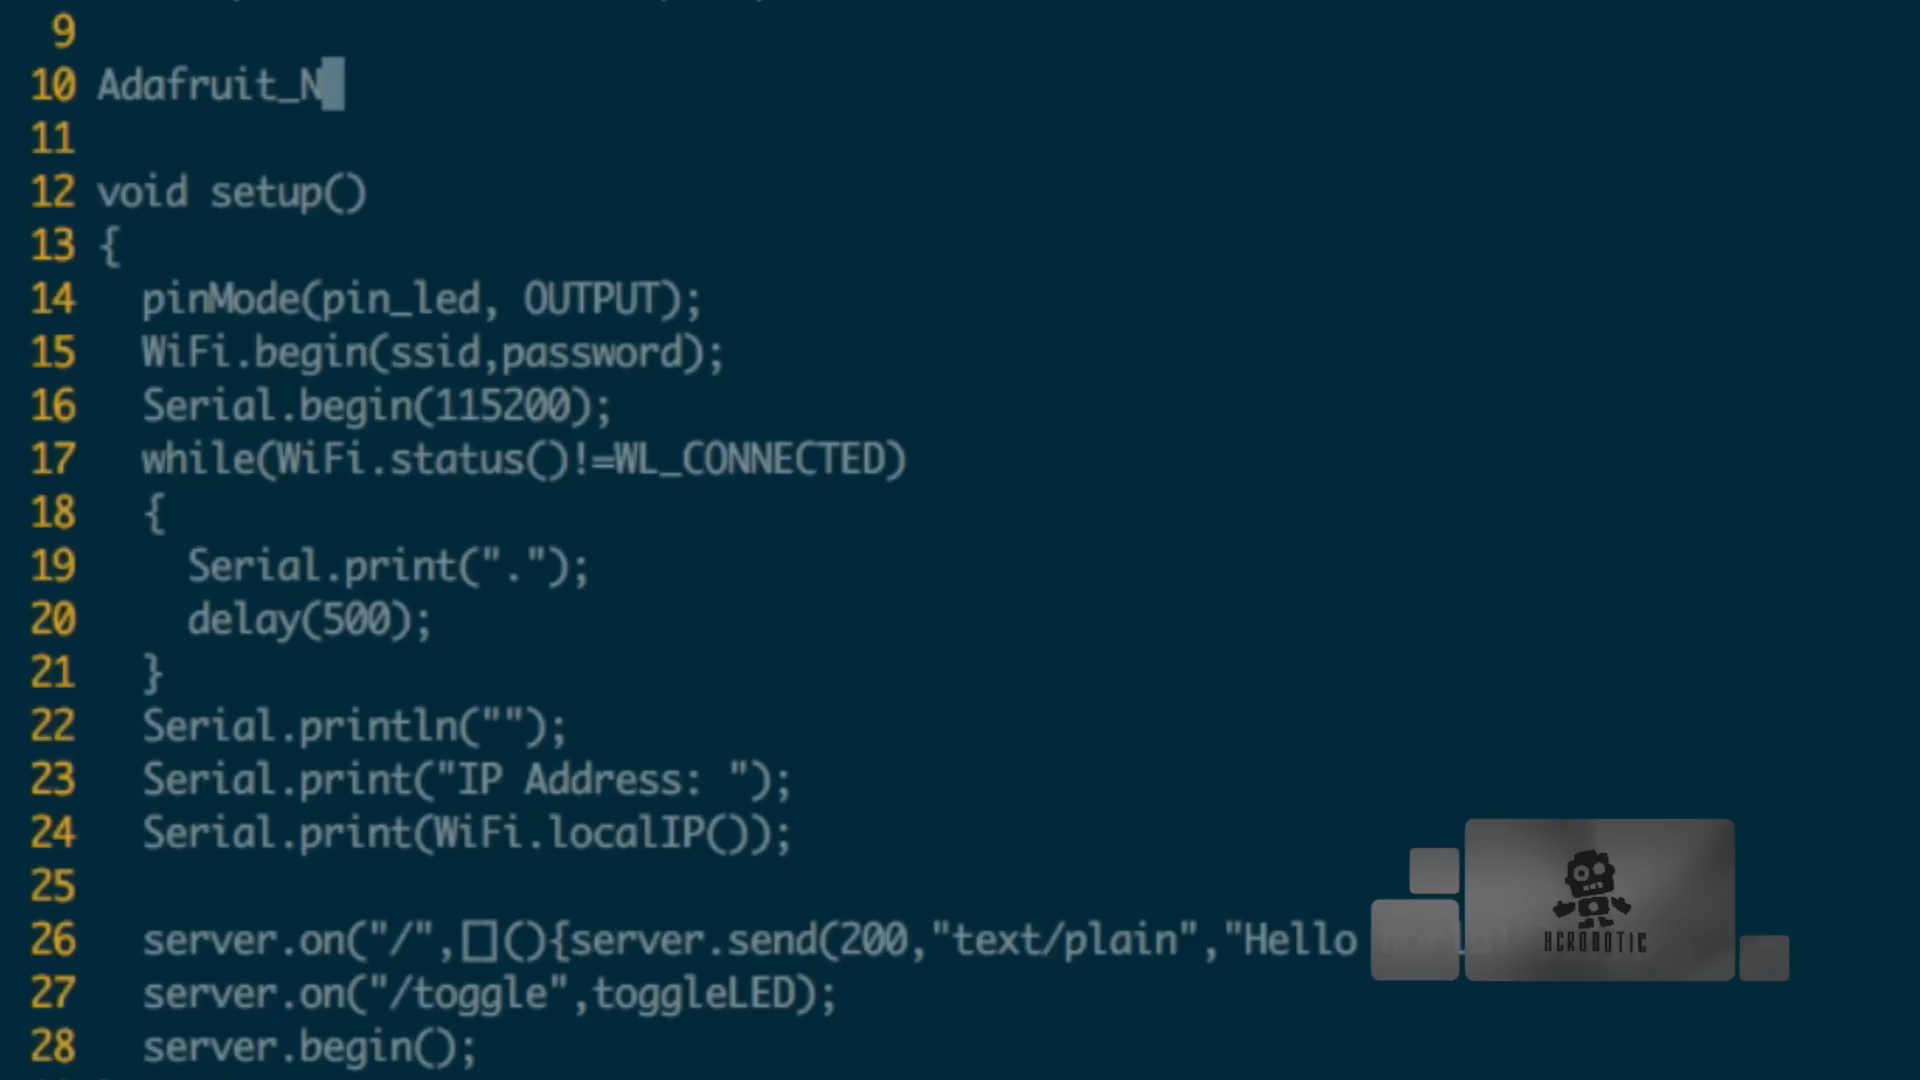 9
10 Adafruit_N
11
12 void setup()
13 {
14 pinMode(pin_led, OUTPUT);
15 WiFi.begin(ssid,password);
16 Serial.begin(115200);
17 while(WiFi.status()!=WL_CONNECTED)
18 {
19 Serial.print(".");
20 delay(500);
21 }
22 Serial.println("");
23 Serial.print("IP Address: ");
24 Serial.print(WiFi.localIP());
25
26 server.on("/",[](){server.send(200,"text/plain","Hello
27 server.on("/toggle",toggleLED);
28 server.begin();
ACROBOTIC